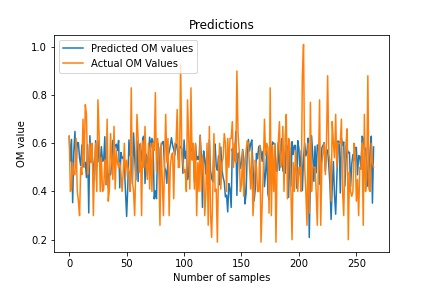 Predictions
Predicted OM values
Actual OM Values
OM value
1.0
0.8
0.6
0.4
0.2
0 50 100 150 200 250
Number of samples